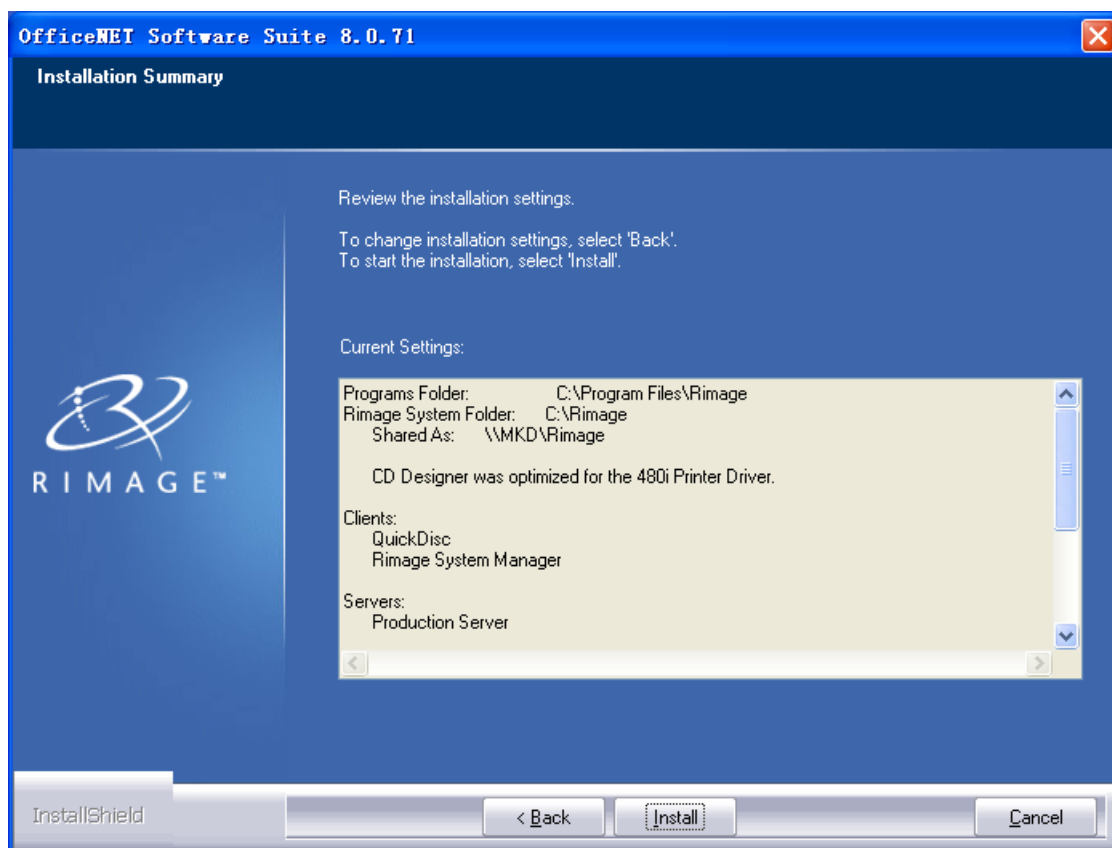 OfficeNET Software Suite 8.0.71
Installation Summary
Review the installation settings.
To change installation settings, select 'Back'.
To start the installation, select 'Install'.
Current Settings:
Programs Folder: C:\Program Files\Rimage
Rimage System Folder: C:\Rimage
Shared As: \\MKD\Rimage
CD Designer was optimized for the 480i Printer Driver.
Clients:
QuickDisc
Rimage System Manager
Servers:
Production Server
RIMAGE™
InstallShield
< Back
Install
Cancel